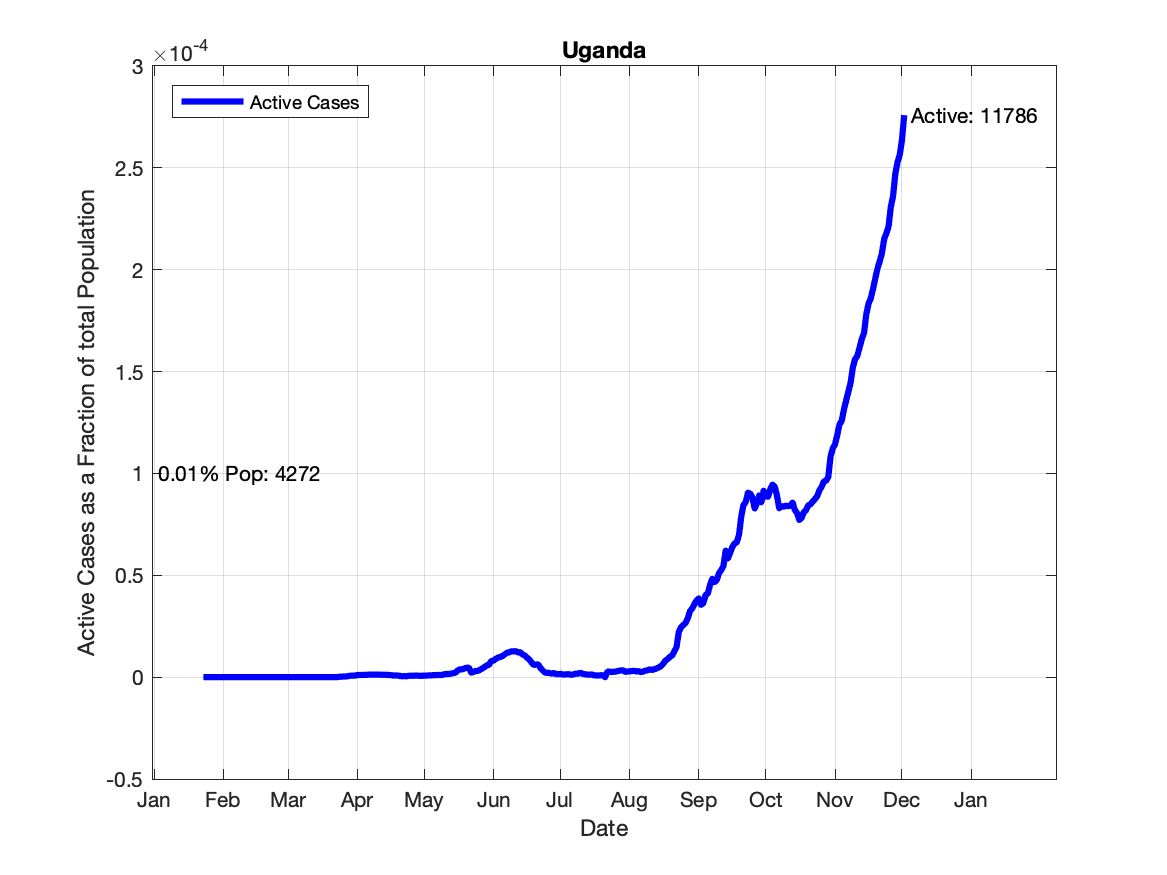 Uganda
×10-4
Active Cases
Active: 11786
3
2.5
2
1.5
1
0.5
0
-0.5
0.01% Pop: 4272
Active Cases as a Fraction of total Population
Jan Feb Mar Apr May Jun Jul Aug Sep Oct Nov Dec Jan
Date